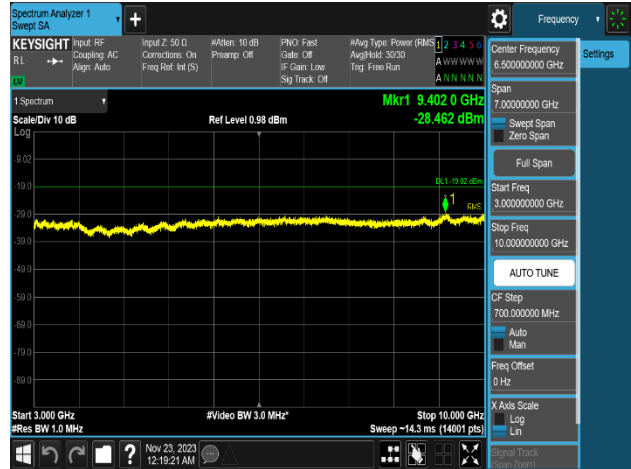 Spectrum Analyzer 1
Swept SA
Frequency
KEYSIGHT
RL
LM
Input: RF
Coupling: AC
Align: Auto
Input Z: 50 Ω
Corrections: On
Freq Ref: Int (S)
#Atten: 10 dB
Preamp: Off
PNO: Fast
Gate: Off
IF Gain: Low
Sig Track: Off
#Avg Type: Power (RMS
Avg|Hold: 30/30
Trig: Free Run
1 2 3 4 5 6
A W W W W W
A N N N N N
1 Spectrum
Scale/Div 10 dB
Log
Ref Level 0.98 dBm
Mkr1 9.402 0 GHz
-28.462 dBm
-9.02
-19.0
-29.0
-39.0
-49.0
-59.0
-69.0
-79.0
-89.0
DL1 -19.02 dBm
1
RMS
Start 3.000 GHz
#Res BW 1.0 MHz
#Video BW 3.0 MHz*
Stop 10.000 GHz
Sweep ~14.3 ms (14001 pts)
Center Frequency
6.500000000 GHz
Span
7.00000000 GHz
Swept Span
Zero Span
Full Span
Start Freq
3.000000000 GHz
Stop Freq
10.000000000 GHz
AUTO TUNE
CF Step
700.000000 MHz
Auto
Man
Freq Offset
0 Hz
X Axis Scale
Log
Lin
Signal Track
(Span Zoom)
Settings
?
Nov 23, 2023
12:19:21 AM